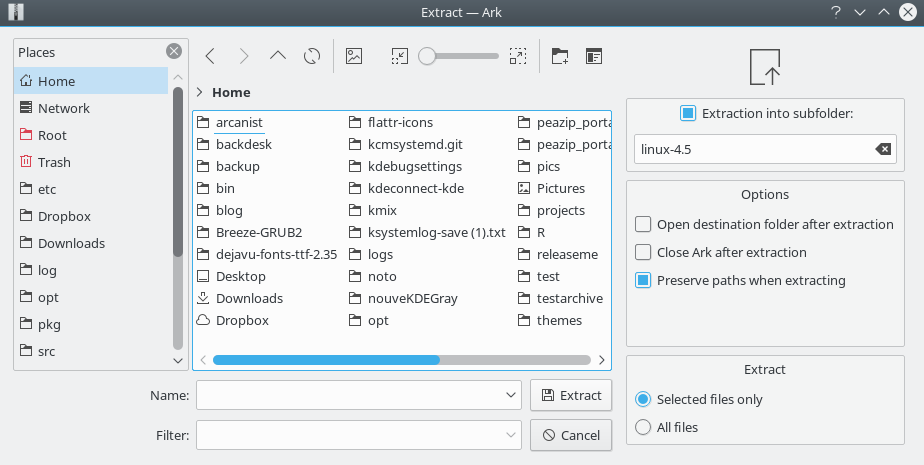 Extract — Ark
Places
Home
Network
Root
Trash
etc
Dropbox
Downloads
log
opt
pkg
src
Home
arcanist
backdesk
backup
bin
blog
Breeze-GRUB2
dejavu-fonts-ttf-2.35
Desktop
Downloads
Dropbox
flattr-icons
kcmsystemd.git
kdebugsettings
kdeconnect-kde
kmix
ksystemlog-save (1).txt
logs
noto
nouveKDEGray
opt
peazip_porta
peazip_porta
pics
Pictures
projects
R
releaseme
test
testarchive
themes
Name:
Extract
Filter:
Cancel
Extraction into subfolder:
linux-4.5
Options
Open destination folder after extraction
Close Ark after extraction
Preserve paths when extracting
Extract
Selected files only
All files